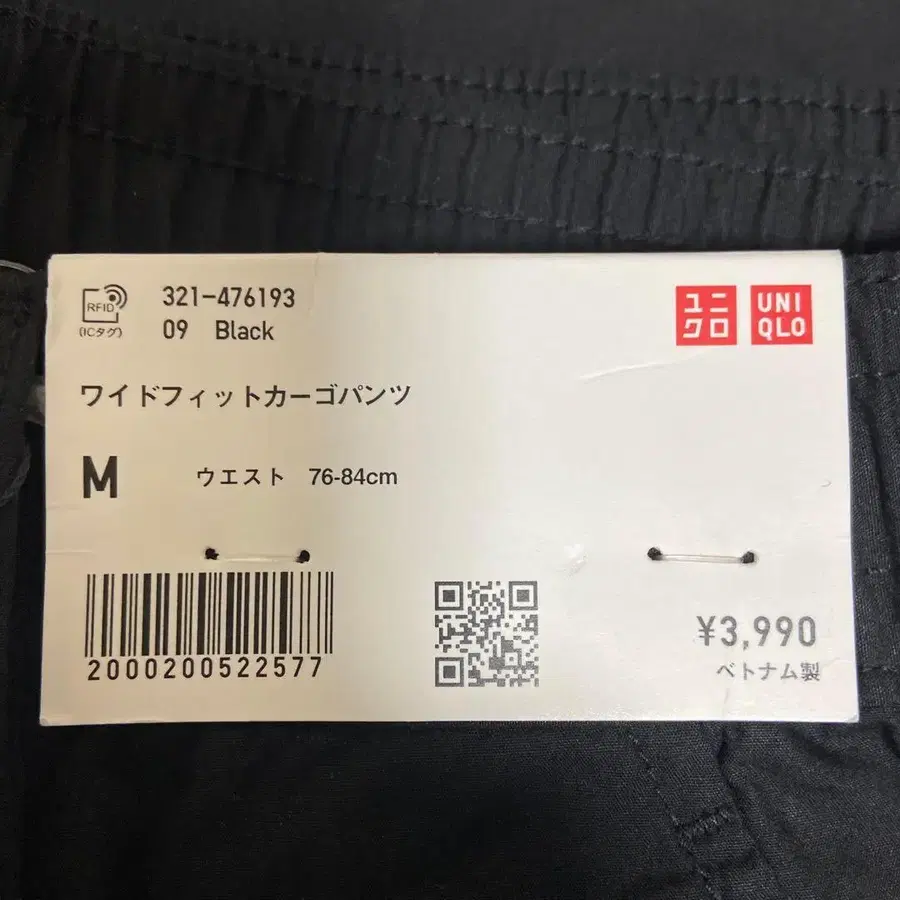 RFID
(ICタグ)
321-476193
09 Black
ユニ
クロ
UNI
QLO
ワイドフィットカーゴパンツ
M ウエスト 76-84cm
2000200522577
¥3,990
ベトナム製